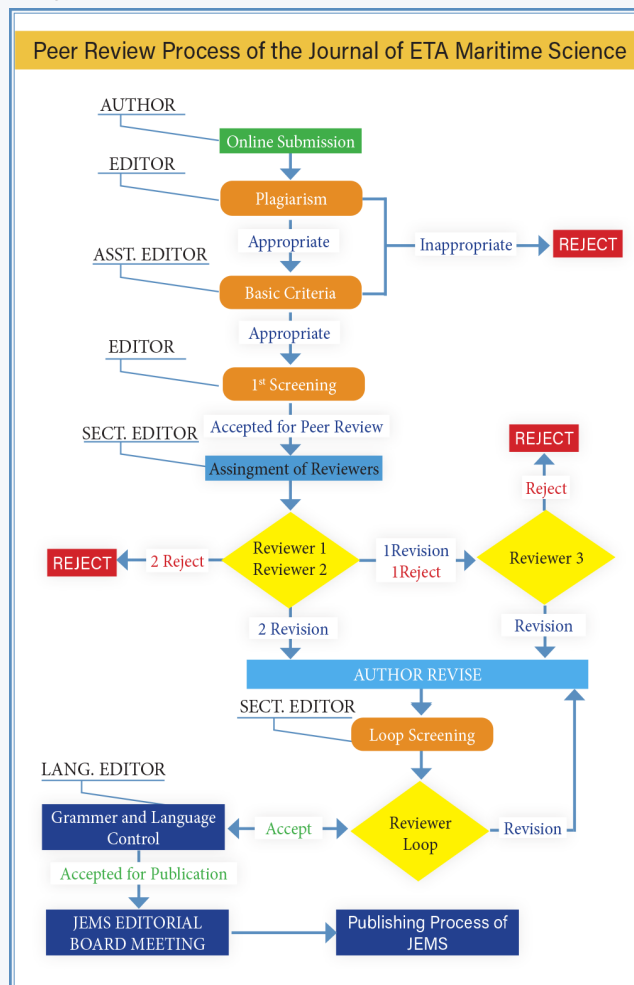 Peer Review Process of the Journal of ETA Maritime Science
AUTHOR
Online Submission
EDITOR
Plagiarism
Appropriate
Inappropriate
REJECT
ASST. EDITOR
Basic Criteria
Appropriate
EDITOR
1st Screening
Accepted for Peer Review
SECT. EDITOR
Assingment of Reviewers
REJECT
Reject
REJECT
2 Reject
Reviewer 1
Reviewer 2
1Revision
1Reject
Reviewer 3
2 Revision
Revision
AUTHOR REVISE
SECT. EDITOR
Loop Screening
LANG. EDITOR
Grammer and Language
Control
Accept
Reviewer
Loop
Revision
Accepted for Publication
JEMS EDITORIAL
BOARD MEETING
Publishing Process of
JEMS